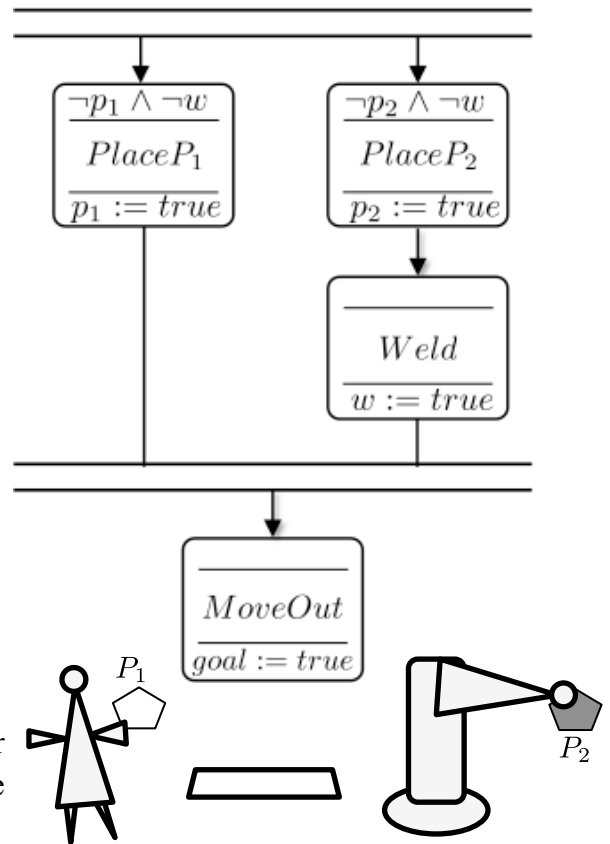 ¬p₁ ∧ ¬w
¬p₂ ∧ ¬w
PlaceP₁
PlaceP₂
p₁ := true
p₂ := true
Weld
w := true
MoveOut
goal := true
P₁
r
P₂
e